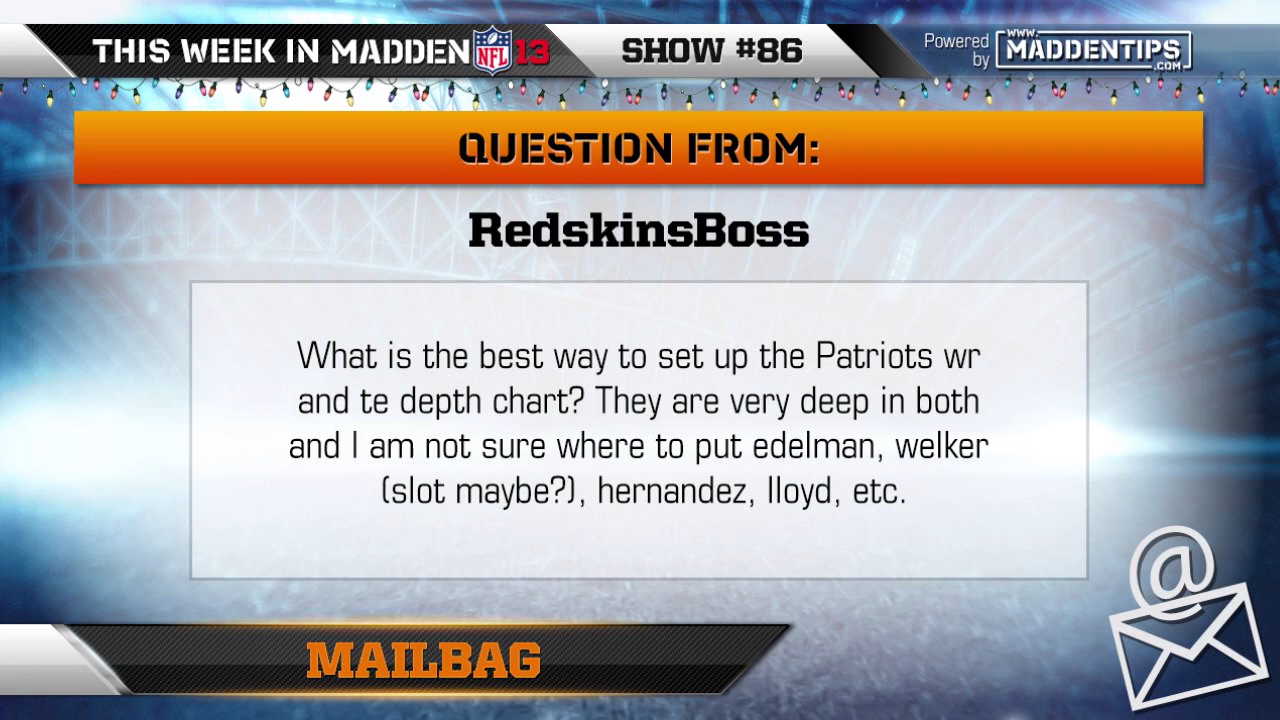 THIS WEEK IN MADDEN NFL 13 SHOW #86 Powered by WWW. MADDENTIPS .COM
QUESTION FROM:
RedskinsBoss
What is the best way to set up the Patriots wr
and te depth chart? They are very deep in both
and I am not sure where to put edelman, welker
(slot maybe?), hernandez, lloyd, etc.
@
MAILBAG